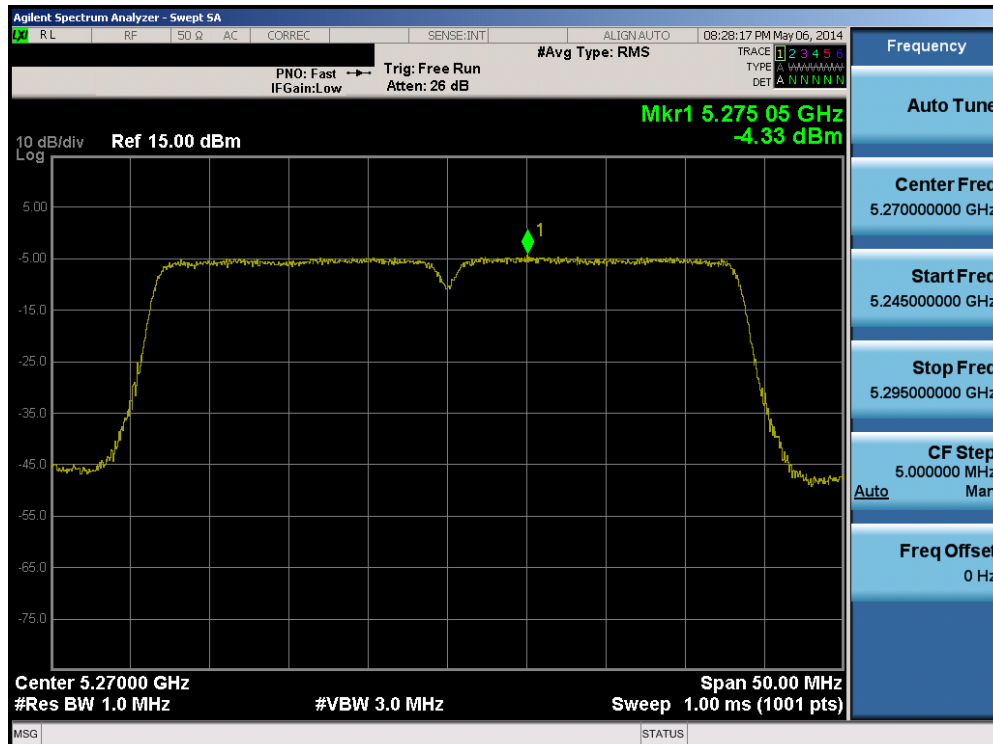 Agilent Spectrum Analyzer - Swept SA
LXI RL RF 50 Ω AC CORREC SENSE:INT ALIGNAUTO 08:28:17 PM May 06, 2014
#Avg Type: RMS
TRACE 1 2 3 4 5 6
PNO: Fast Trig: Free Run
TYPE A WWWWW
IFGain:Low Atten: 26 dB
DET A N N N N N
Mkr1 5.275 05 GHz
-4.33 dBm
10 dB/div Ref 15.00 dBm
Log
1
5.00
-5.00
-15.0
-25.0
-35.0
-45.0
-55.0
-65.0
-75.0
Center 5.27000 GHz Span 50.00 MHz
#Res BW 1.0 MHz #VBW 3.0 MHz Sweep 1.00 ms (1001 pts)
MSG STATUS
Frequency
Auto Tune
Center Freq
5.270000000 GHz
Start Freq
5.245000000 GHz
Stop Freq
5.295000000 GHz
CF Step
5.000000 MHz
Auto Man
Freq Offset
0 Hz